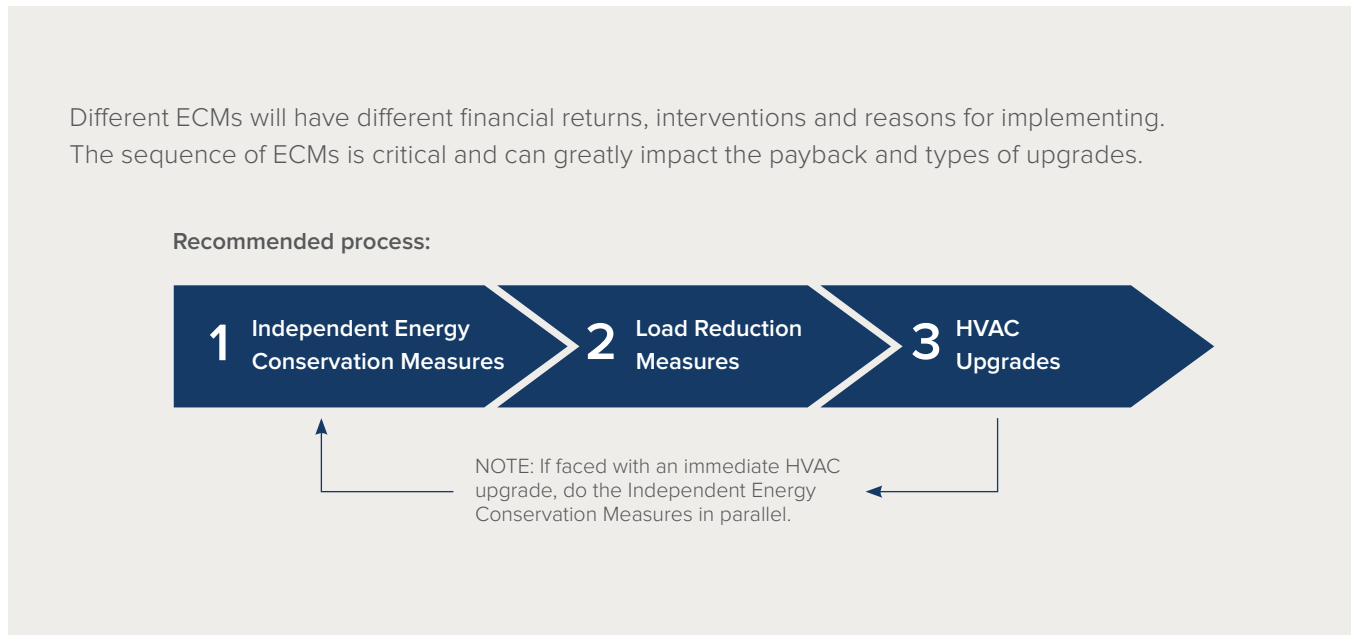 Different ECMs will have different financial returns, interventions and reasons for implementing.
The sequence of ECMs is critical and can greatly impact the payback and types of upgrades.
Recommended process:
1 Independent Energy
Conservation Measures
2 Load Reduction
Measures
3 HVAC
Upgrades
NOTE: If faced with an immediate HVAC
upgrade, do the Independent Energy
Conservation Measures in parallel.